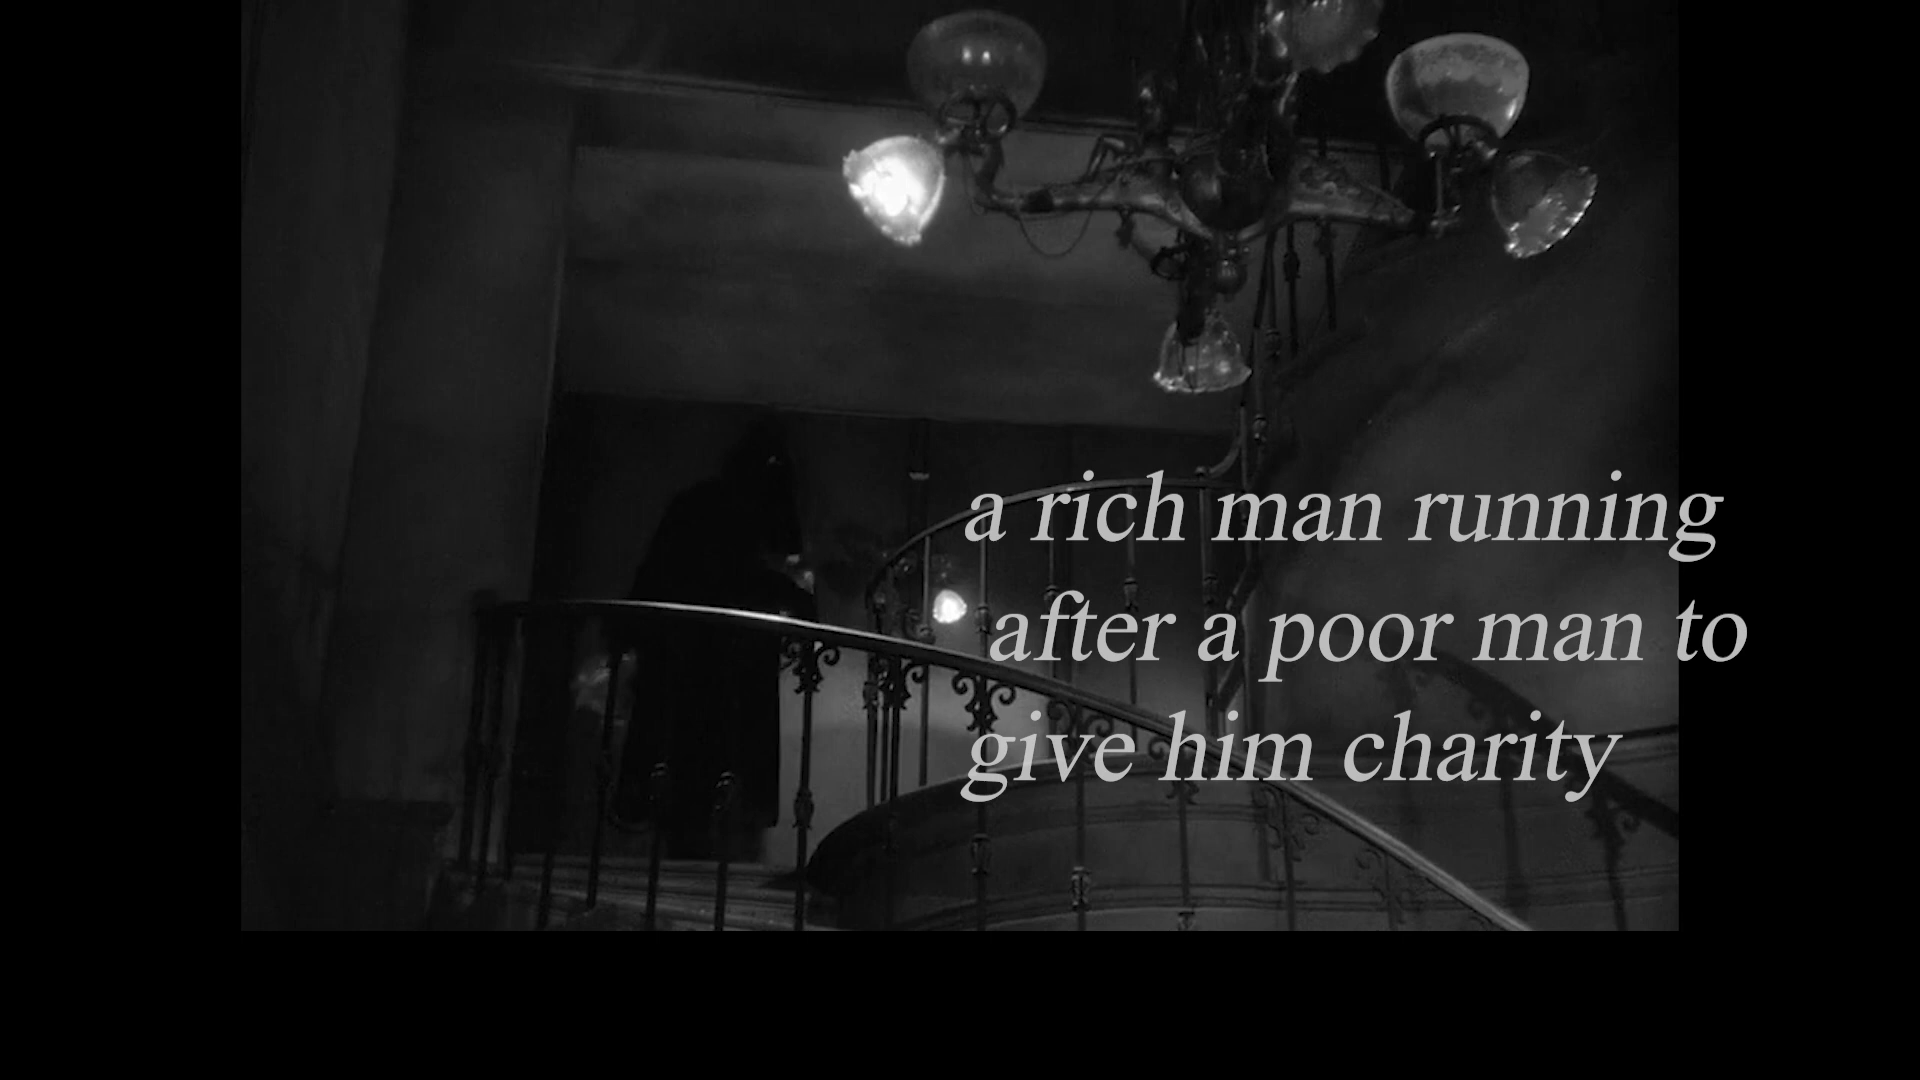 a rich man running
after a poor man to
give him charity